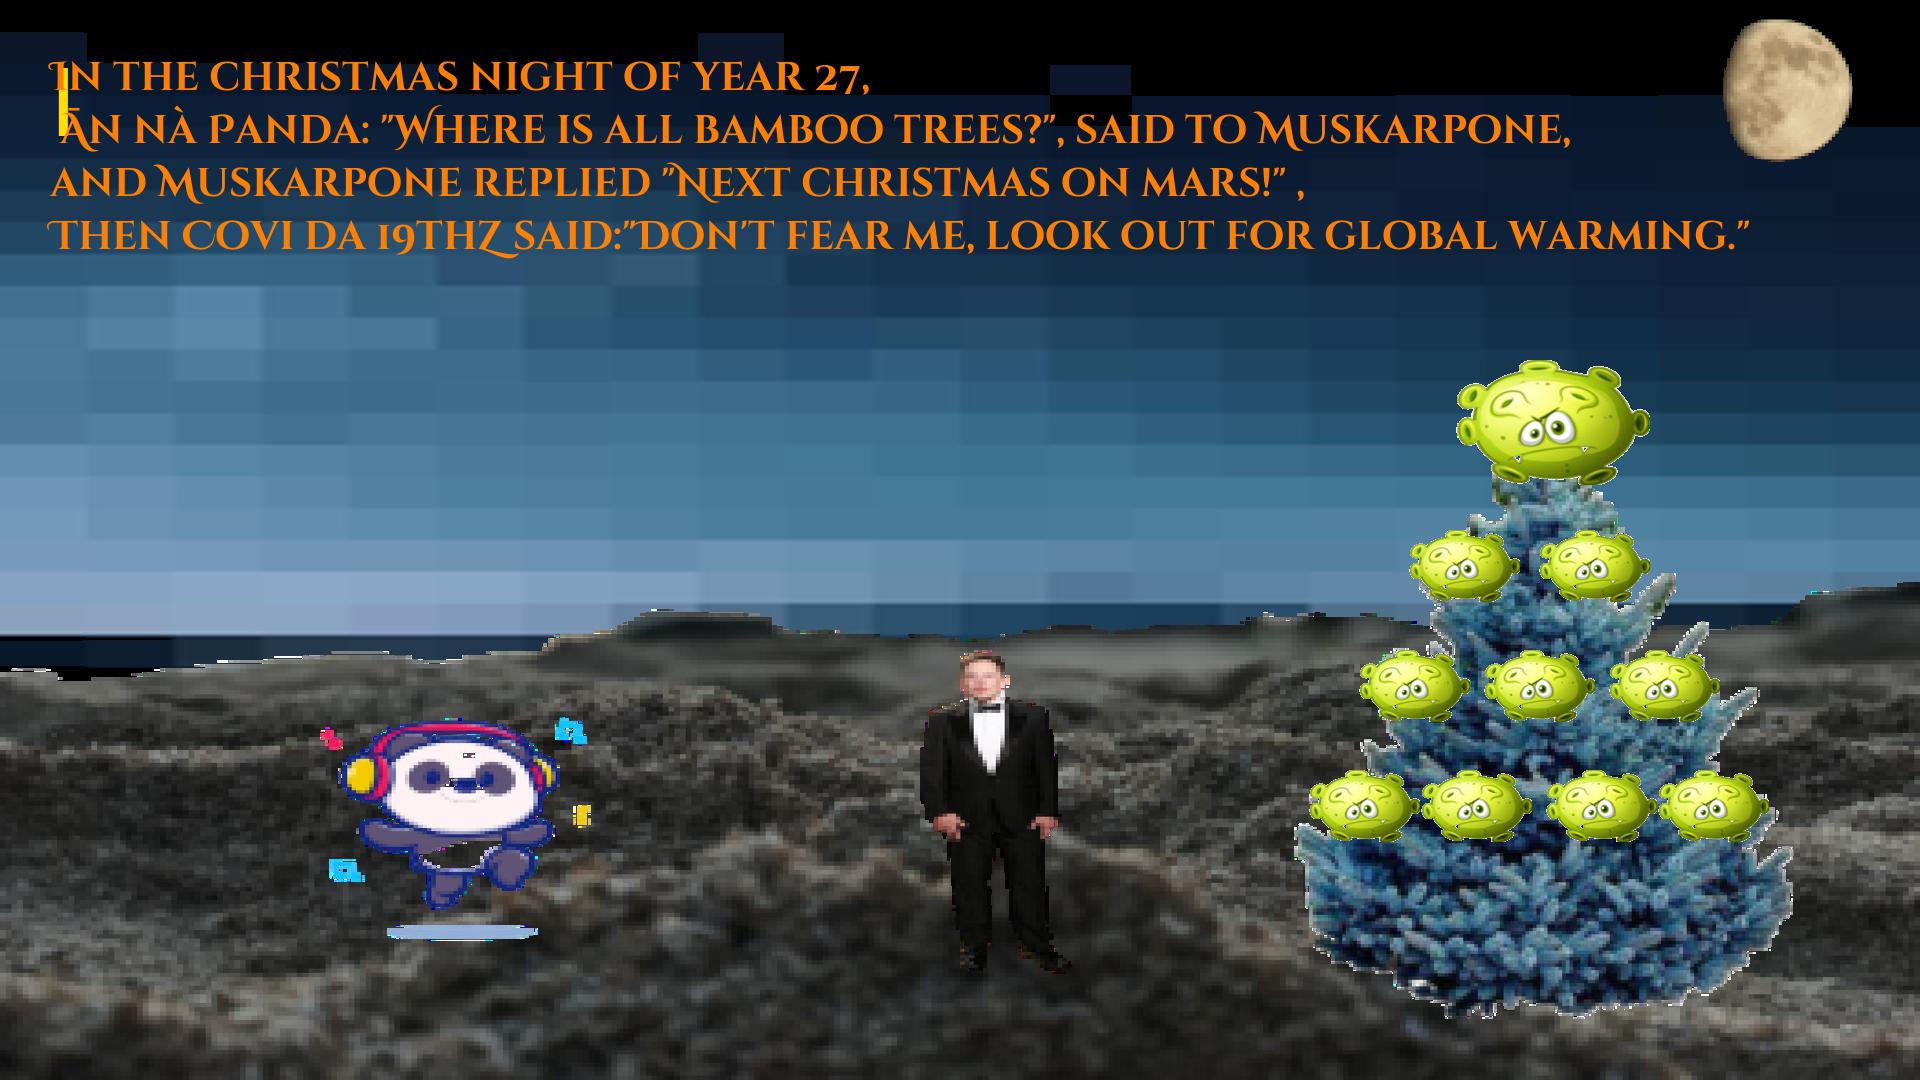 In the Christmas night of year 27,
Ān nà Panda: "Where is all bamboo trees?", said to Muskarpone,
and Muskarpone replied "Next Christmas on Mars!" ,
Then Covi da 19thz said:"Don't fear me, look out for global warming."